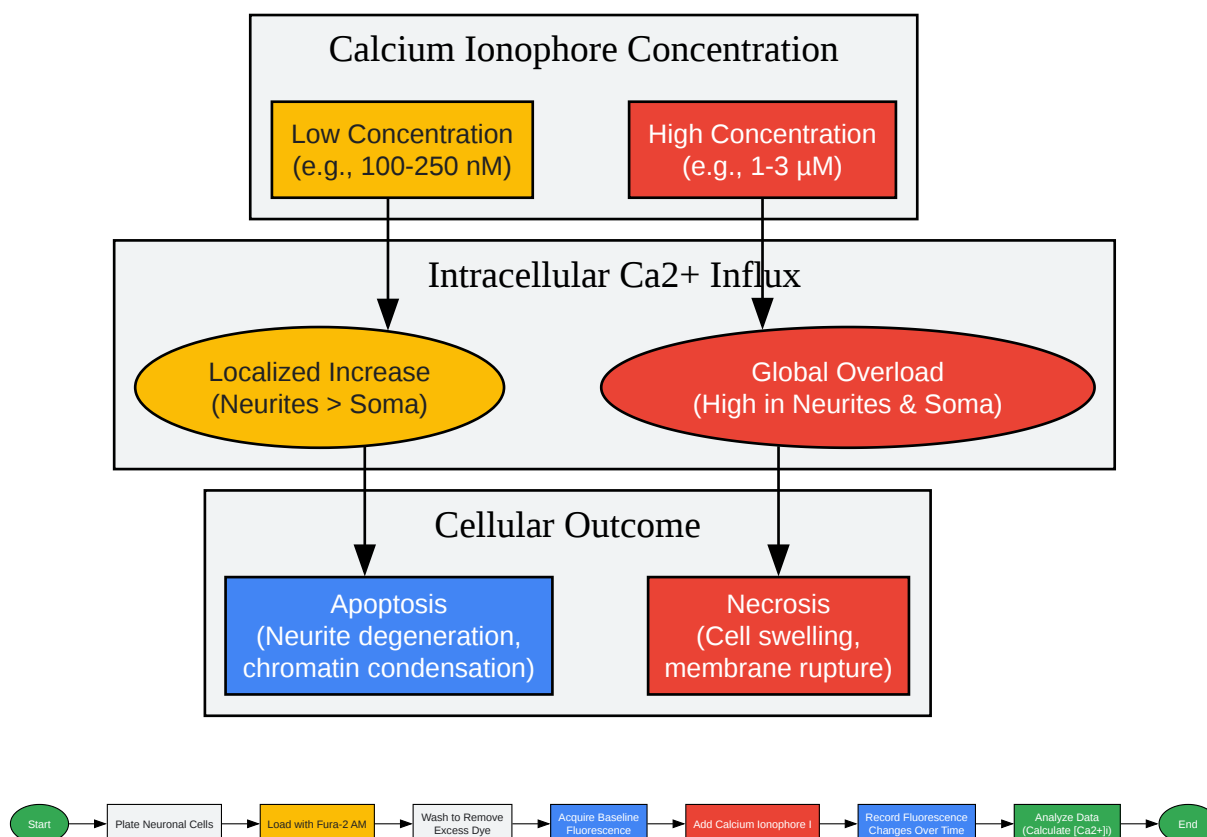 Calcium Ionophore Concentration
Low Concentration
(e.g., 100-250 nM)
High Concentration
(e.g., 1-3 µM)
Intracellular Ca2+ Influx
Localized Increase
(Neurites > Soma)
Global Overload
(High in Neurites & Soma)
Cellular Outcome
Apoptosis
(Neurite degeneration,
chromatin condensation)
Necrosis
(Cell swelling,
membrane rupture)
Start
Plate Neuronal Cells
Load with Fura-2 AM
Wash to Remove
Excess Dye
Acquire Baseline
Fluorescence
Add Calcium Ionophore I
Record Fluorescence
Changes Over Time
Analyze Data
(Calculate [Ca2+]i)
End